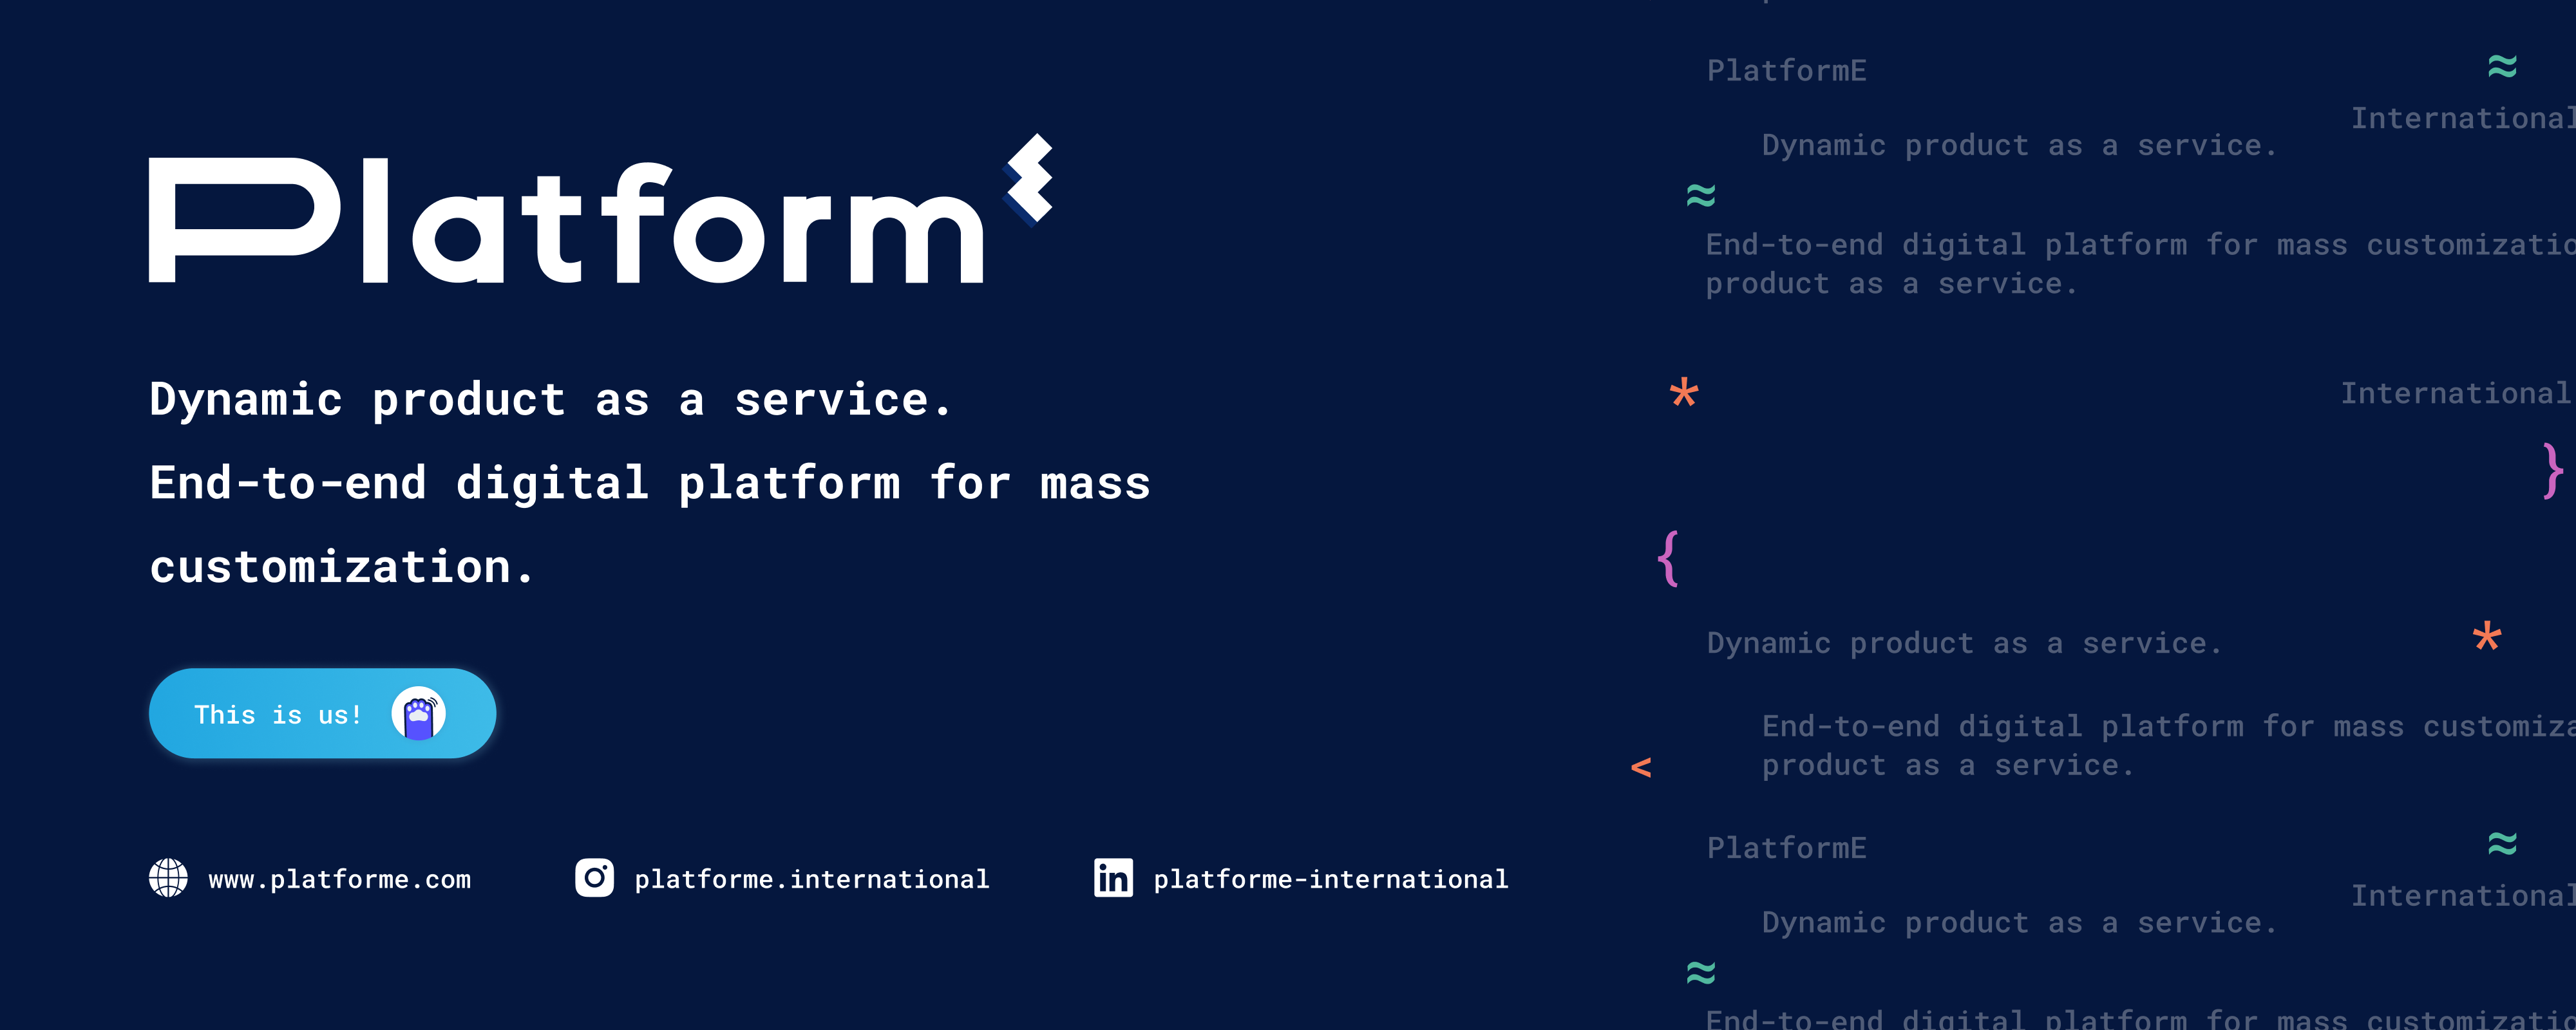 Platform
Dynamic product as a service.
End-to-end digital platform for mass
customization.
This is us!
www.platforme.com
platforme.international
platforme-international
PlatformE
≈
International
Dynamic product as a service.
≈
End-to-end digital platform for mass customizatio
product as a service.
*
International
}
{
Dynamic product as a service.
*
End-to-end digital platform for mass customiza
product as a service.
<
PlatformE
≈
International
Dynamic product as a service.
≈
End-to-end digital platform for mass customizatio